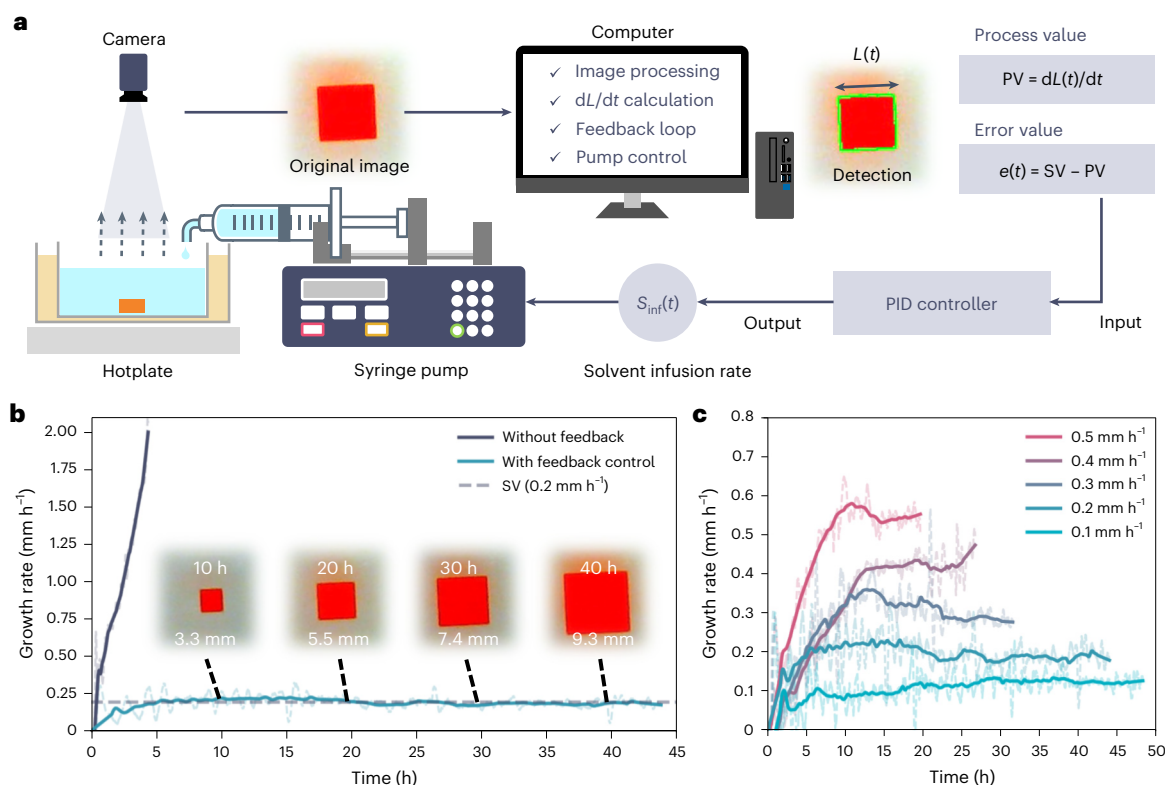 a
Camera
Original image
Computer
✓ Image processing
✓ dL/dt calculation
✓ Feedback loop
✓ Pump control
L(t)
Detection
Process value
PV = dL(t)/dt
Error value
e(t) = SV – PV
Hotplate
Syringe pump
S_inf(t)
Solvent infusion rate
Output
PID controller
Input
b
Growth rate (mm h⁻¹)
2.00
1.75
1.50
1.25
1.00
0.75
0.50
0.25
0
Without feedback
With feedback control
SV (0.2 mm h⁻¹)
10 h
3.3 mm
20 h
5.5 mm
30 h
7.4 mm
40 h
9.3 mm
0 5 10 15 20 25 30 35 40 45
Time (h)
c
Growth rate (mm h⁻¹)
0.8
0.7
0.6
0.5
0.4
0.3
0.2
0.1
0
0.5 mm h⁻¹
0.4 mm h⁻¹
0.3 mm h⁻¹
0.2 mm h⁻¹
0.1 mm h⁻¹
0 5 10 15 20 25 30 35 40 45 50
Time (h)